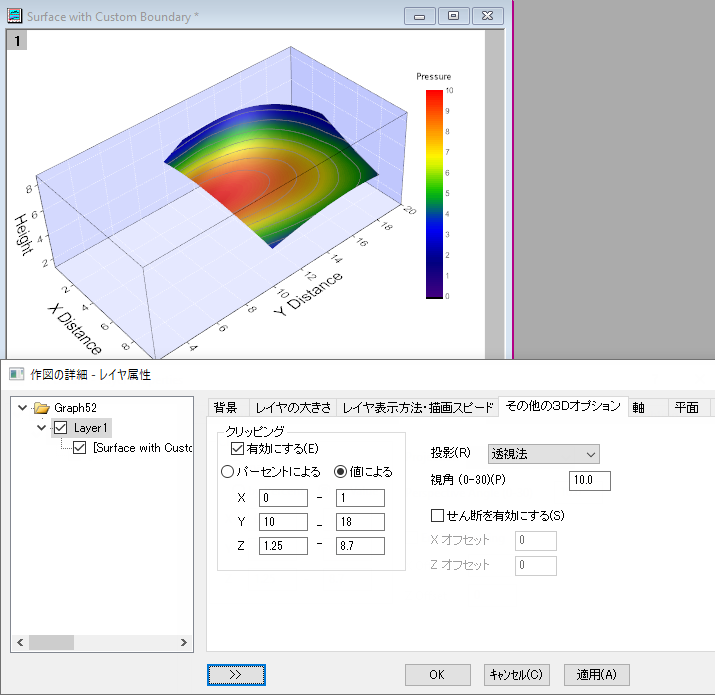 Surface with Custom Boundary *
1
Pressure
10
9
8
7
6
5
4
3
2
1
0
8
6
4
2
Height
2
4
6
8
X Distance
4
6
8
10
12
14
16
18
20
Y Distance
作図の詳細 - レイヤ属性
Graph52
Layer1
[Surface with Custo
背景
レイヤの大きさ
レイヤ表示方法・描画スピード
その他の3Dオプション
軸
平面
クリッピング
有効にする(E)
パーセントによる
値による
X 0 - 1
Y 10 - 18
Z 1.25 - 8.7
投影(R) 透視法
視角 (0-30)(P) 10.0
せん断を有効にする(S)
X オフセット 0
Z オフセット 0
>>
OK
キャンセル(C)
適用(A)